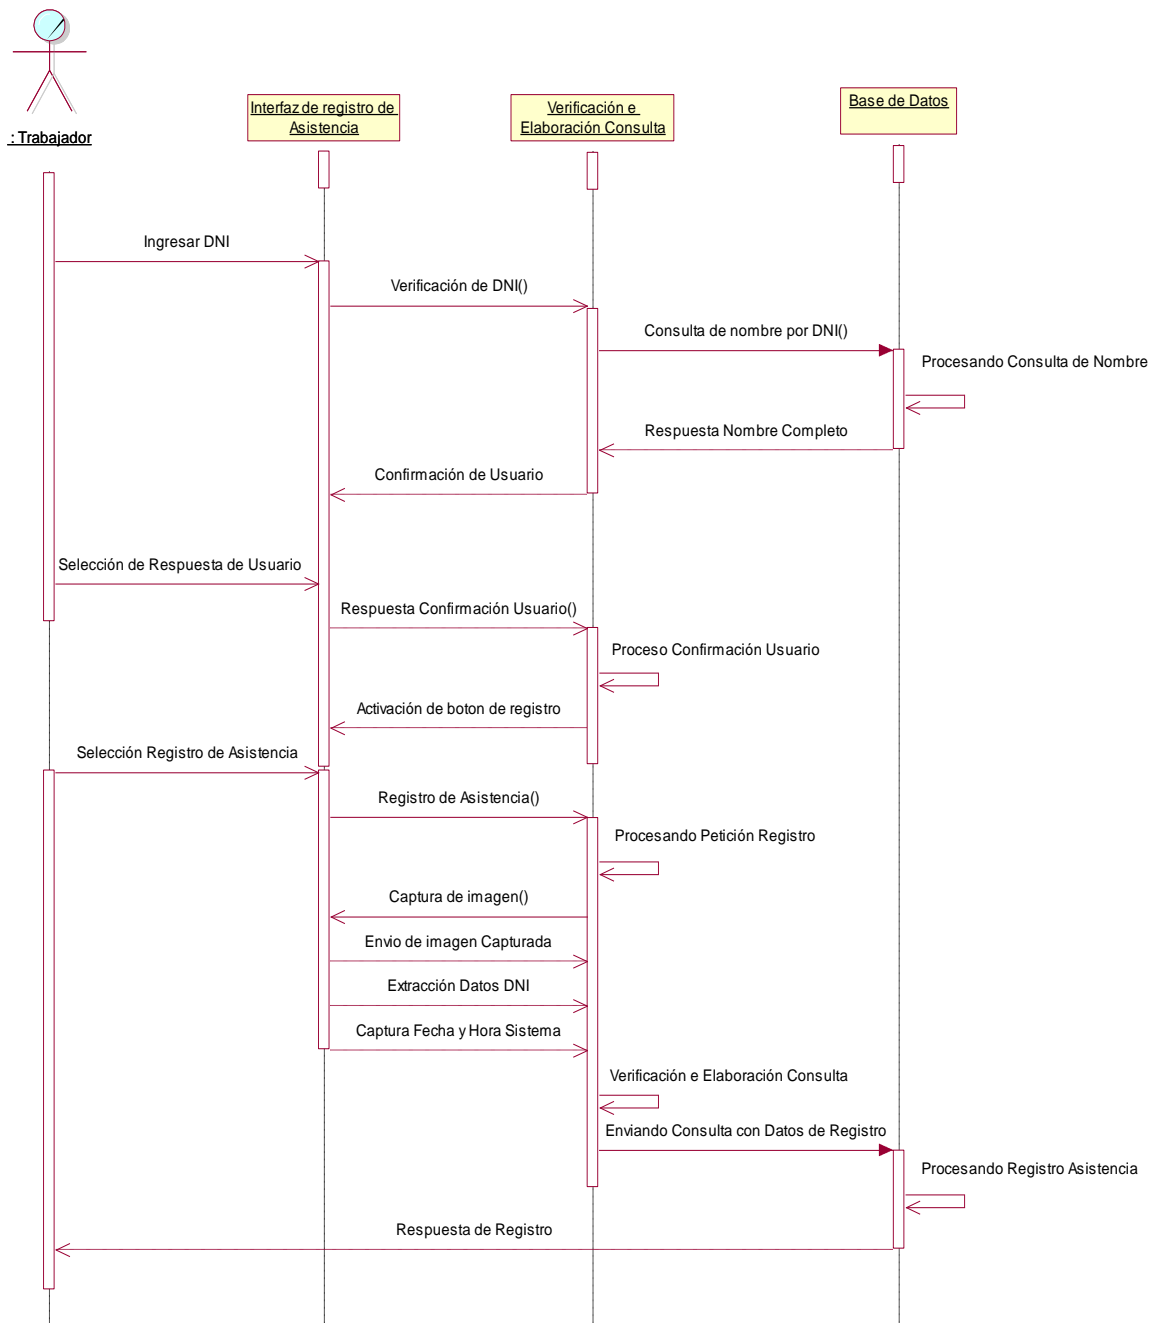 : Trabajador
Interfaz de registro de
Asistencia
Verificación e
Elaboración Consulta
Base de Datos
Ingresar DNI
Verificación de DNI()
Consulta de nombre por DNI()
Procesando Consulta de Nombre
Respuesta Nombre Completo
Confirmación de Usuario
Selección de Respuesta de Usuario
Respuesta Confirmación Usuario()
Proceso Confirmación Usuario
Activación de boton de registro
Selección Registro de Asistencia
Registro de Asistencia()
Procesando Petición Registro
Captura de imagen()
Envio de imagen Capturada
Extracción Datos DNI
Captura Fecha y Hora Sistema
Verificación e Elaboración Consulta
Enviando Consulta con Datos de Registro
Procesando Registro Asistencia
Respuesta de Registro